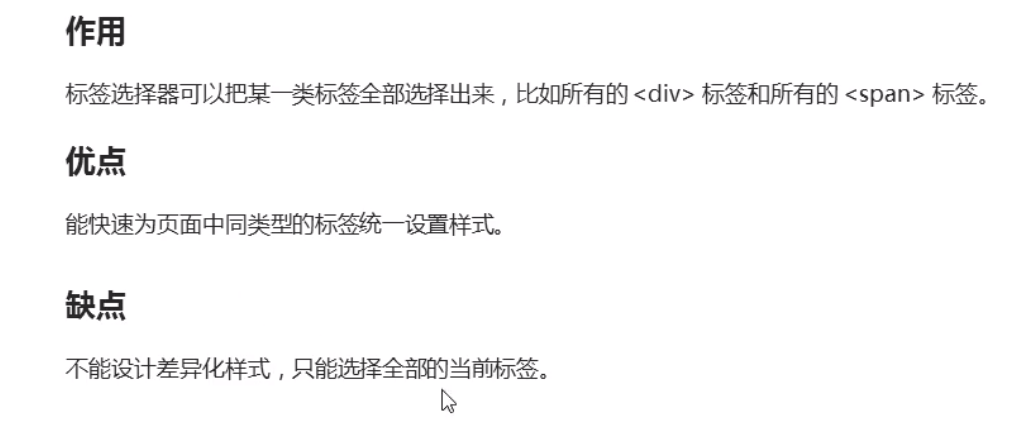 作用
标签选择器可以把某一类标签全部选择出来，比如所有的 <div> 标签和所有的 <span> 标签。
优点
能快速为页面中同类型的标签统一设置样式。
缺点
不能设计差异化样式，只能选择全部的当前标签。